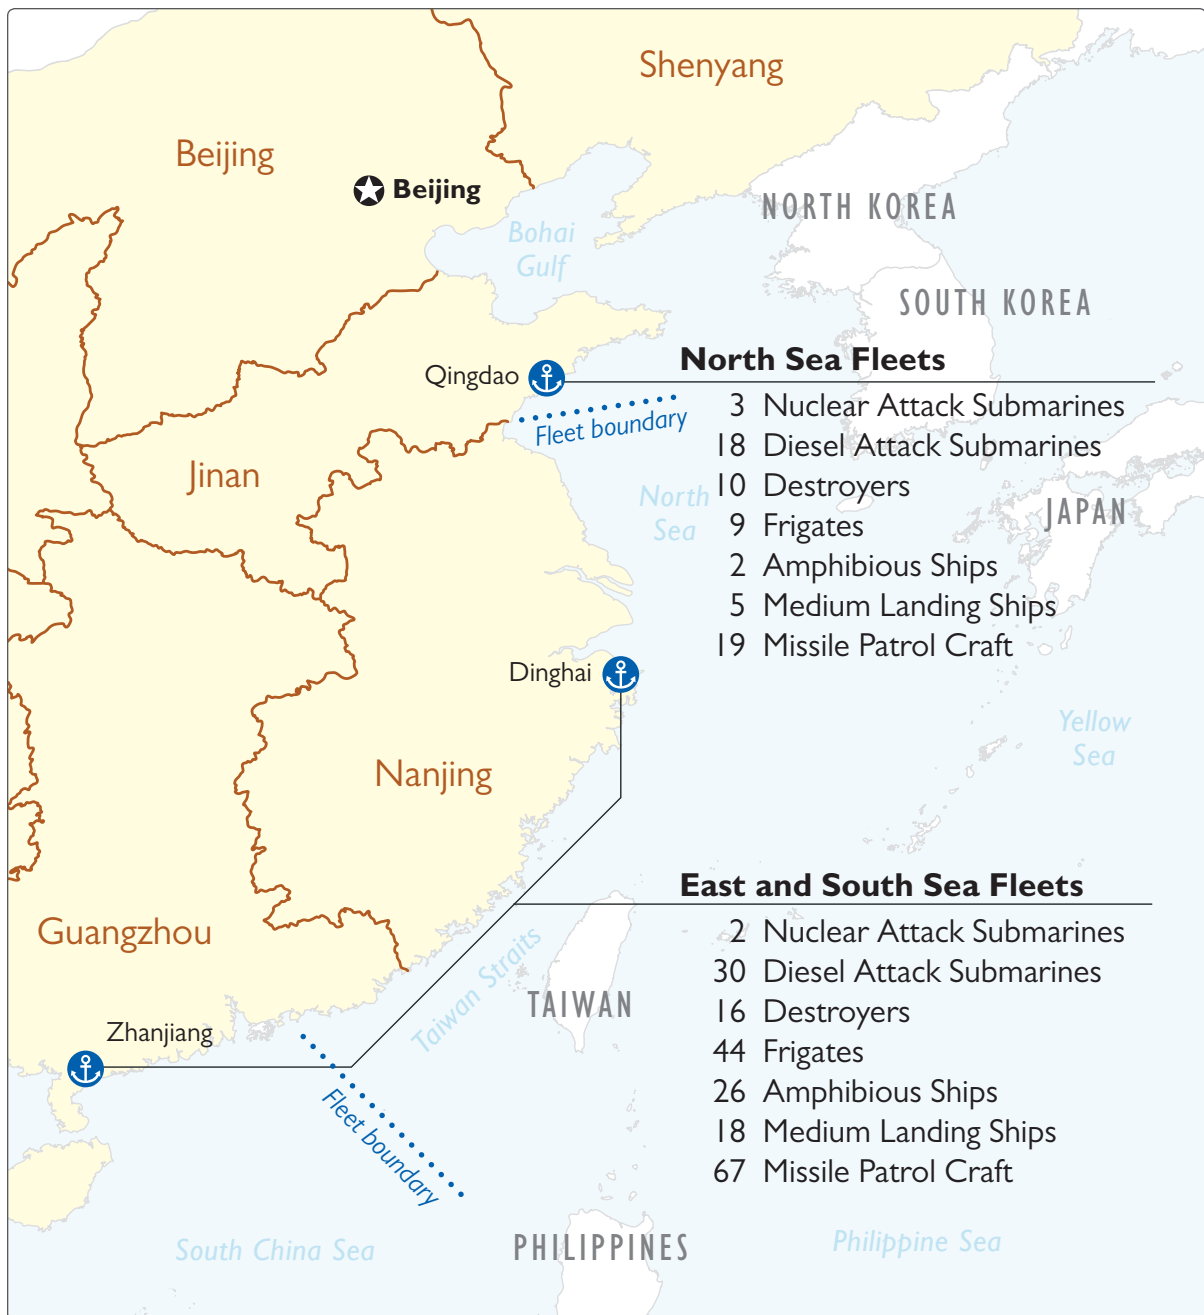 Shenyang
Beijing
Beijing
NORTH KOREA
Bohai
Gulf
SOUTH KOREA
North Sea Fleets
Qingdao
3 Nuclear Attack Submarines
Fleet boundary
18 Diesel Attack Submarines
Jinan
10 Destroyers
North
Sea
JAPAN
9 Frigates
2 Amphibious Ships
5 Medium Landing Ships
19 Missile Patrol Craft
Dinghai
Yellow
Sea
Nanjing
East and South Sea Fleets
Guangzhou
2 Nuclear Attack Submarines
30 Diesel Attack Submarines
Taiwan Straits
TAIWAN
16 Destroyers
Zhanjiang
44 Frigates
26 Amphibious Ships
Fleet boundary
18 Medium Landing Ships
67 Missile Patrol Craft
South China Sea
PHILIPPINES
Philippine Sea